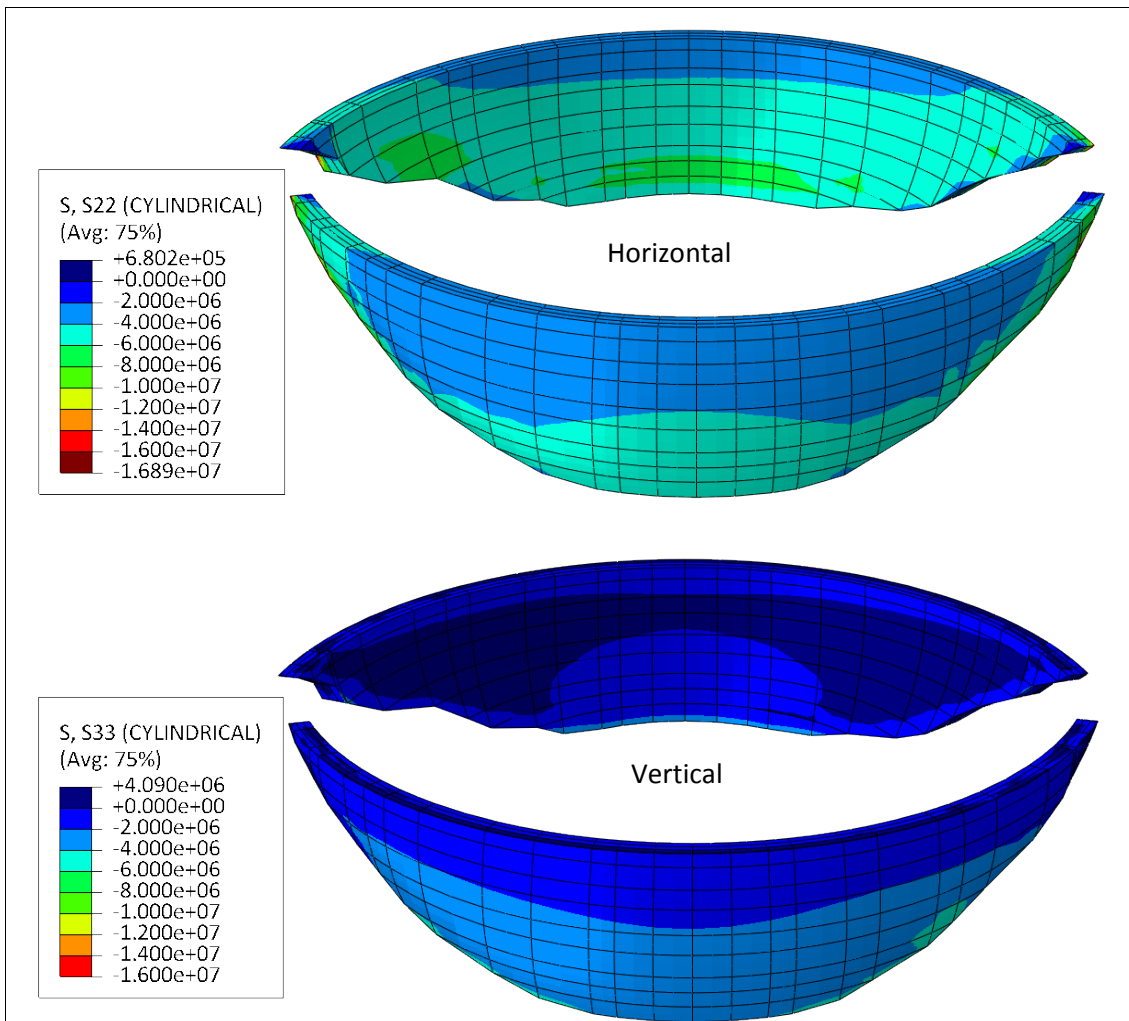 S, S22 (CYLINDRICAL)
(Avg: 75%)
+6.802e+05
+0.000e+00
-2.000e+06
-4.000e+06
-6.000e+06
-8.000e+06
-1.000e+07
-1.200e+07
-1.400e+07
-1.600e+07
-1.689e+07
Horizontal
S, S33 (CYLINDRICAL)
(Avg: 75%)
+4.090e+06
+0.000e+00
-2.000e+06
-4.000e+06
-6.000e+06
-8.000e+06
-1.000e+07
-1.200e+07
-1.400e+07
-1.600e+07
Vertical